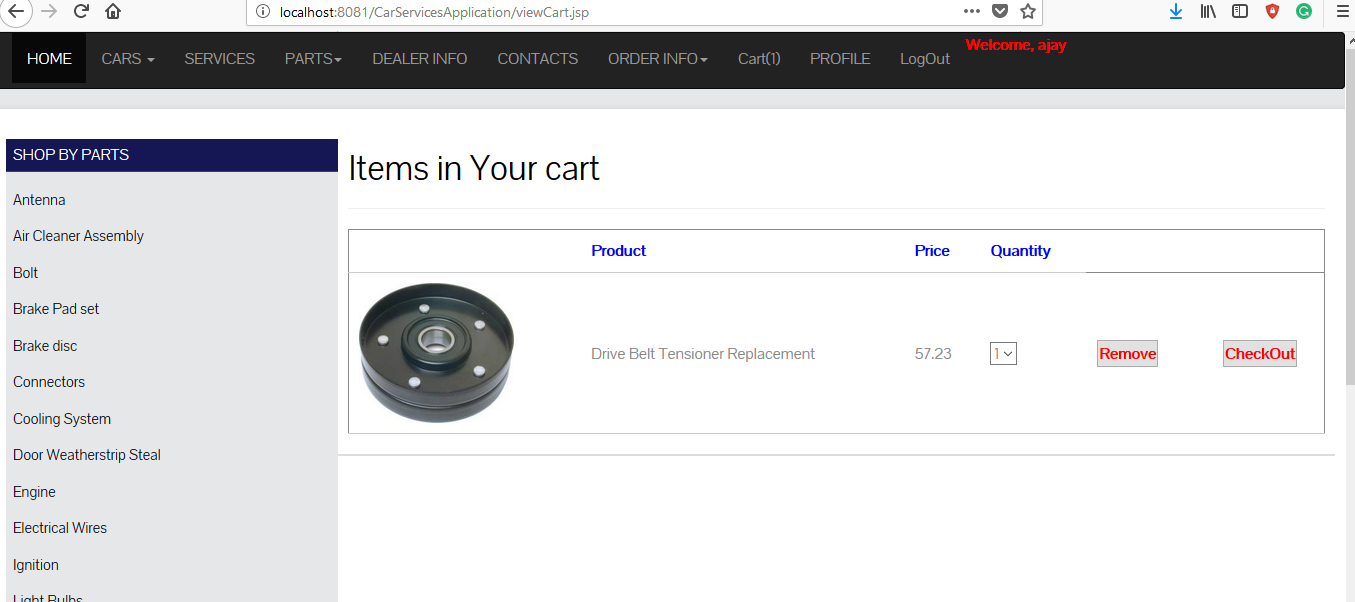 localhost:8081/CarServicesApplication/viewCart.jsp
HOME CARS SERVICES PARTS DEALER INFO CONTACTS ORDER INFO Cart(1) PROFILE LogOut Welcome, ajay
SHOP BY PARTS
Antenna
Air Cleaner Assembly
Bolt
Brake Pad set
Brake disc
Connectors
Cooling System
Door Weatherstrip Steal
Engine
Electrical Wires
Ignition
Light Bulbs
Items in Your cart
Product Price Quantity
Drive Belt Tensioner Replacement 57.23 1 Remove CheckOut